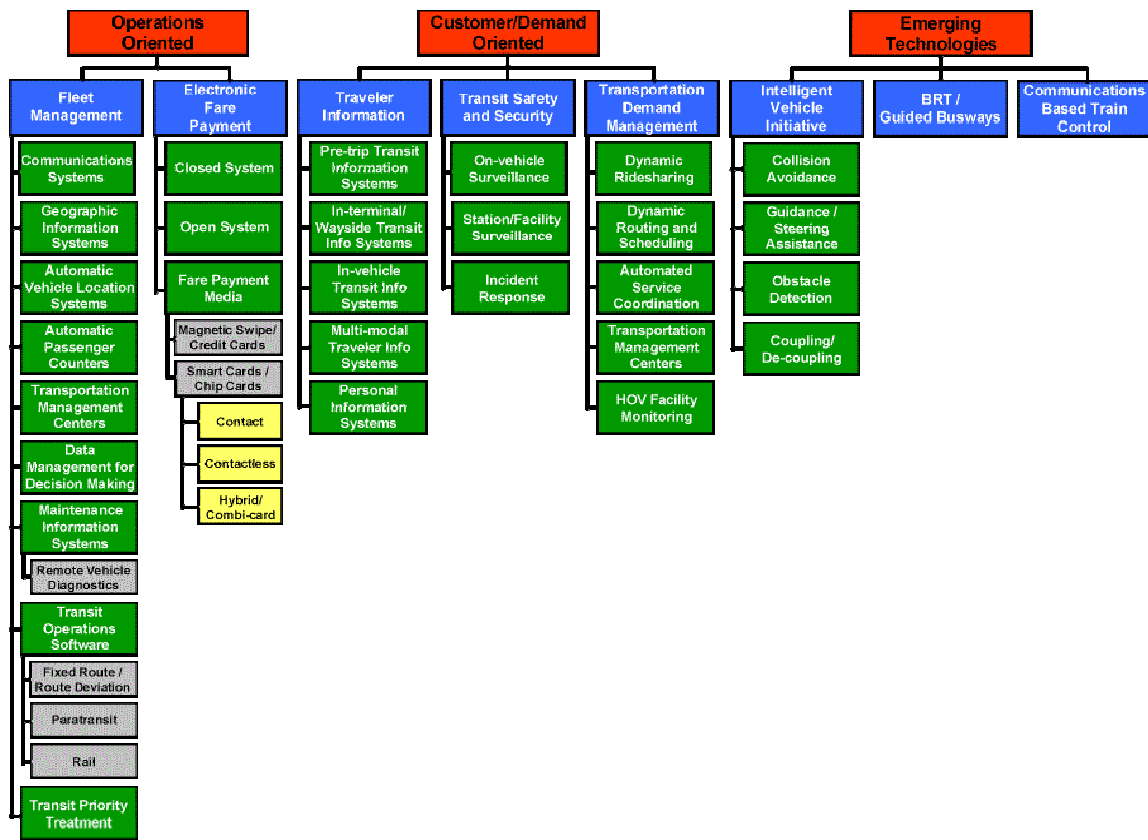 Operations
Oriented
Customer/Demand
Oriented
Emerging
Technologies
Fleet
Management
Electronic
Fare
Payment
Traveler
Information
Transit Safety
and Security
Transportation
Demand
Management
Intelligent
Vehicle
Initiative
BRT /
Guided Busways
Communications
Based Train
Control
Communications
Systems
Geographic
Information
Systems
Automatic
Vehicle Location
Systems
Automatic
Passenger
Counters
Transportation
Management
Centers
Data
Management for
Decision Making
Maintenance
Information
Systems
Remote Vehicle
Diagnostics
Transit
Operations
Software
Fixed Route /
Route Deviation
Paratransit
Rail
Transit Priority
Treatment
Closed System
Open System
Fare Payment
Media
Magnetic Swipe/
Credit Cards
Smart Cards /
Chip Cards
Contact
Contactless
Hybrid/
Combi-card
Pre-trip Transit
Information
Systems
In-terminal/
Wayside Transit
Info Systems
In-vehicle
Transit Info
Systems
Multi-modal
Traveler Info
Systems
Personal
Information
Systems
On-vehicle
Surveillance
Station/Facility
Surveillance
Incident
Response
Dynamic
Ridesharing
Dynamic
Routing and
Scheduling
Automated
Service
Coordination
Transportation
Management
Centers
HOV Facility
Monitoring
Collision
Avoidance
Guidance /
Steering
Assistance
Obstacle
Detection
Coupling/
De-coupling